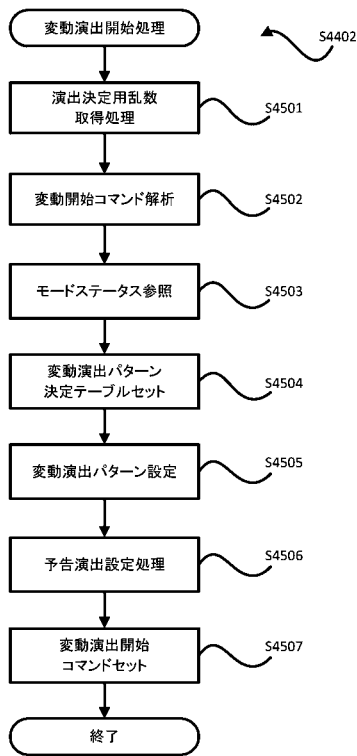 変動演出開始処理
S4402
演出決定用乱数
取得処理
S4501
変動開始コマンド解析
S4502
モードステータス参照
S4503
変動演出パターン
決定テーブルセット
S4504
変動演出パターン設定
S4505
予告演出設定処理
S4506
変動演出開始
コマンドセット
S4507
終了